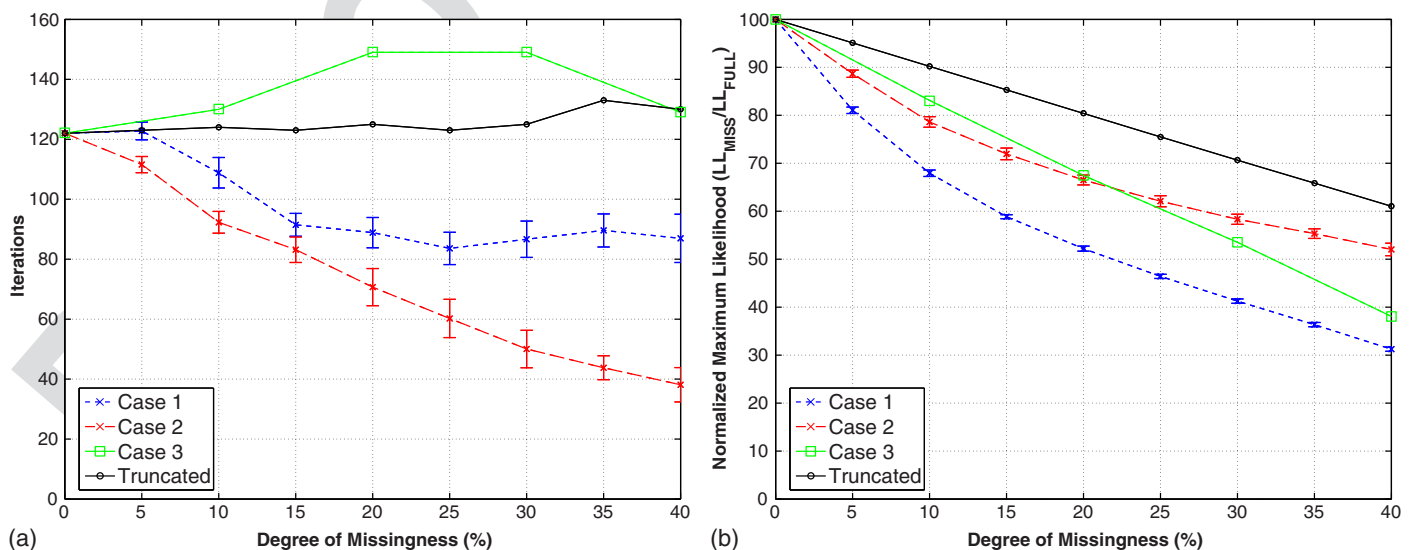 160
140
120
100
80
60
40
20
0
Iterations
Case 1
Case 2
Case 3
Truncated
0 5 10 15 20 25 30 35 40
Degree of Missingness (%)
(a)
100
90
80
70
60
50
40
30
20
10
0
Normalized Maximum Likelihood (LL_MISS/LL_FULL)
Case 1
Case 2
Case 3
Truncated
0 5 10 15 20 25 30 35 40
Degree of Missingness (%)
(b)